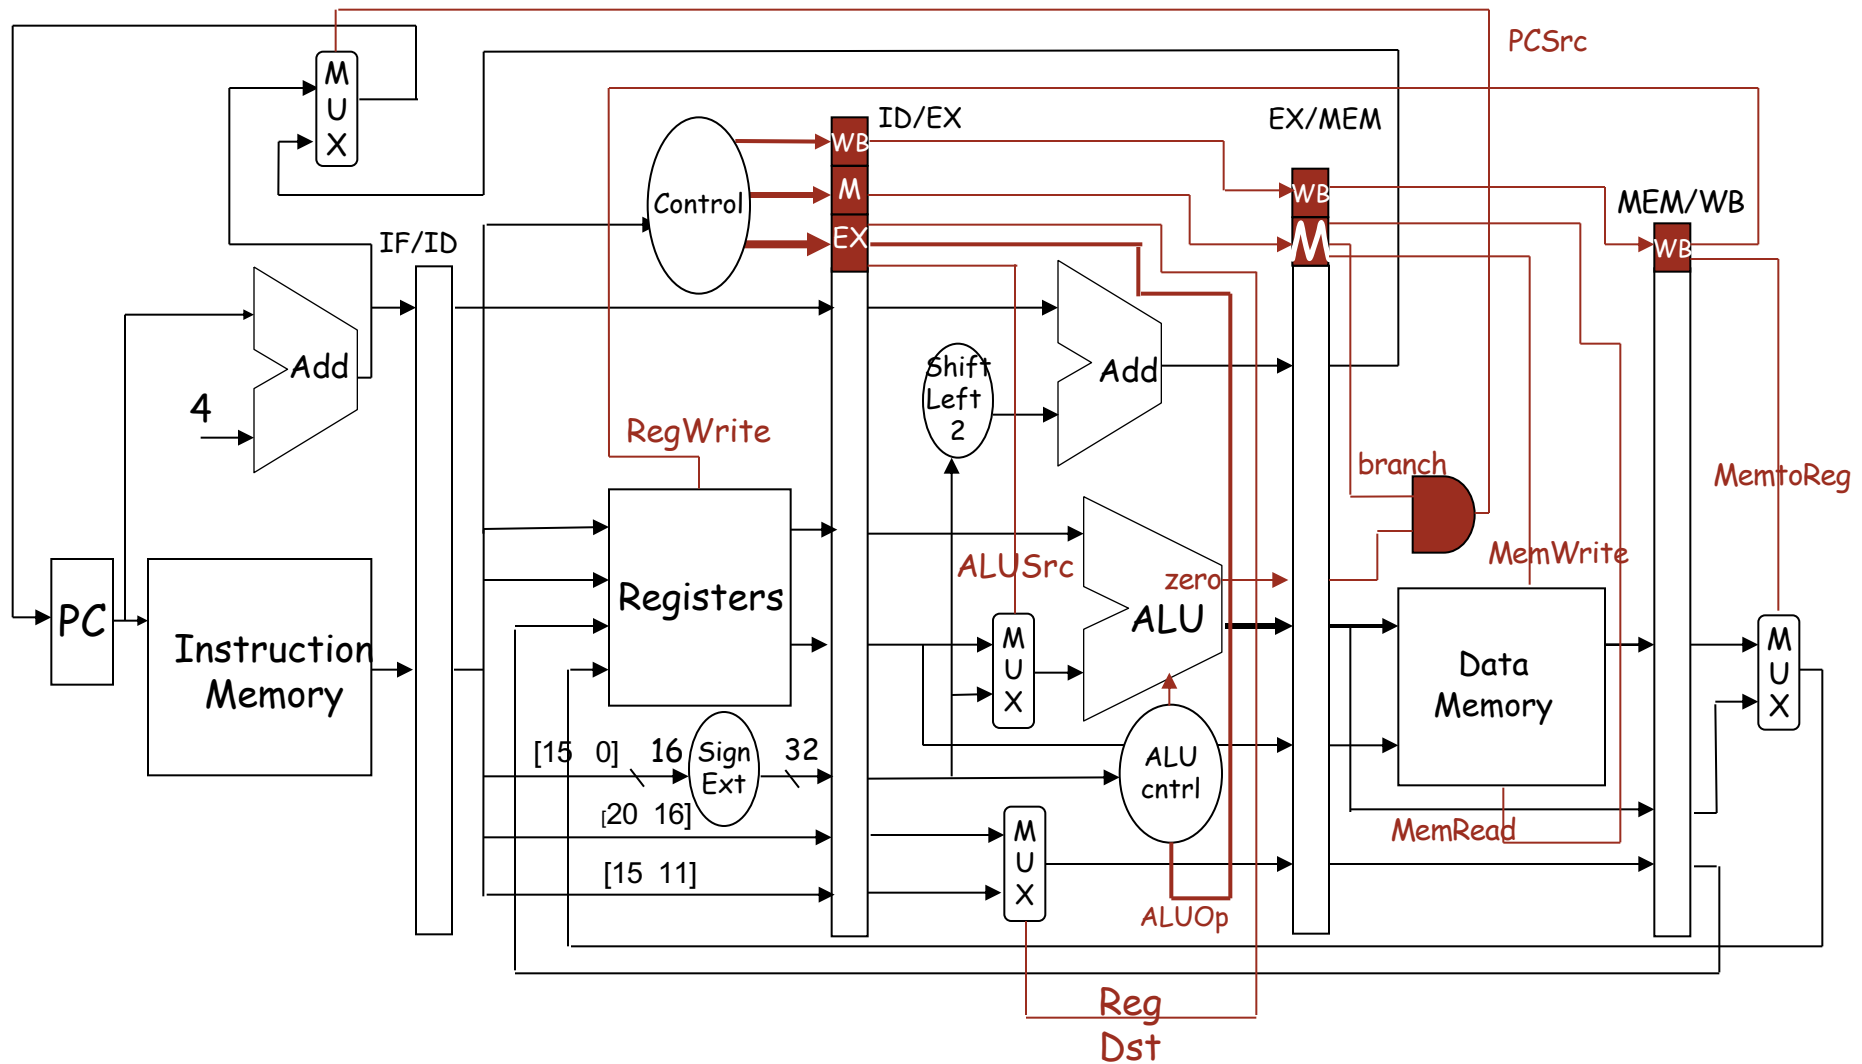 PCSrc
M
U
X
ID/EX
EX/MEM
WB
M
EX
Control
WB
M
MEM/WB
WB
IF/ID
Add
4
Shift
Left
2
Add
RegWrite
branch
MemtoReg
ALUSrc
zero
MemWrite
PC
Instruction
Memory
Registers
ALU
M
U
X
Data
Memory
M
U
X
[15 0]
16
Sign
Ext
32
ALU
cntrl
[20 16]
M
U
X
MemRead
[15 11]
ALUOp
Reg
Dst